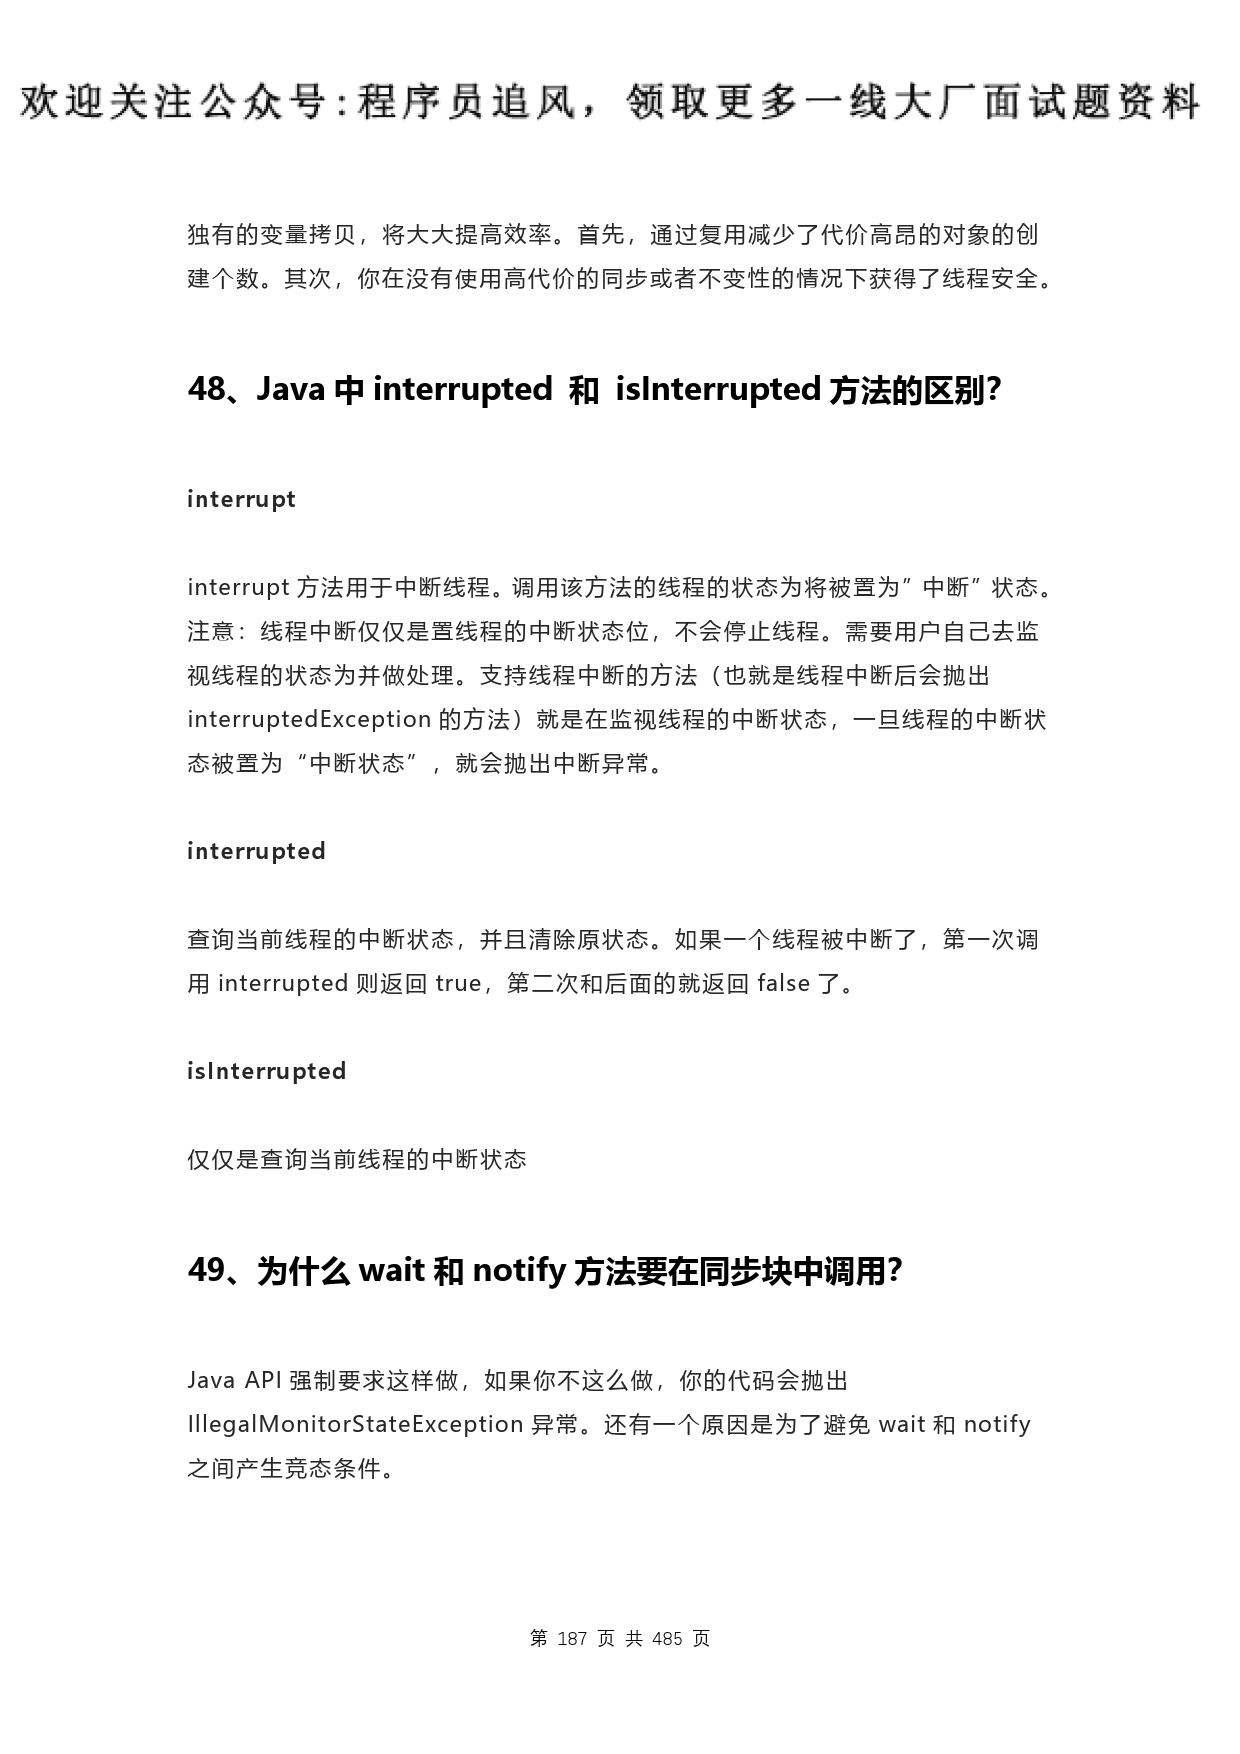 欢迎关注公众号:程序员追风，领取更多一线大厂面试题资料
独有的变量拷贝，将大大提高效率。首先，通过复用减少了代价高昂的对象的创
建个数。其次，你在没有使用高代价的同步或者不变性的情况下获得了线程安全。
48、Java 中 interrupted 和 isInterrupted 方法的区别？
interrupt
interrupt 方法用于中断线程。调用该方法的线程的状态为将被置为”中断”状态。
注意：线程中断仅仅是置线程的中断状态位，不会停止线程。需要用户自己去监
视线程的状态为并做处理。支持线程中断的方法（也就是线程中断后会抛出
interruptedException 的方法）就是在监视线程的中断状态，一旦线程的中断状
态被置为“中断状态”，就会抛出中断异常。
interrupted
查询当前线程的中断状态，并且清除原状态。如果一个线程被中断了，第一次调
用 interrupted 则返回 true，第二次和后面的就返回 false 了。
isInterrupted
仅仅是查询当前线程的中断状态
49、为什么 wait 和 notify 方法要在同步块中调用？
Java API 强制要求这样做，如果你不这么做，你的代码会抛出
IllegalMonitorStateException 异常。还有一个原因是为了避免 wait 和 notify
之间产生竞态条件。
第 187 页 共 485 页